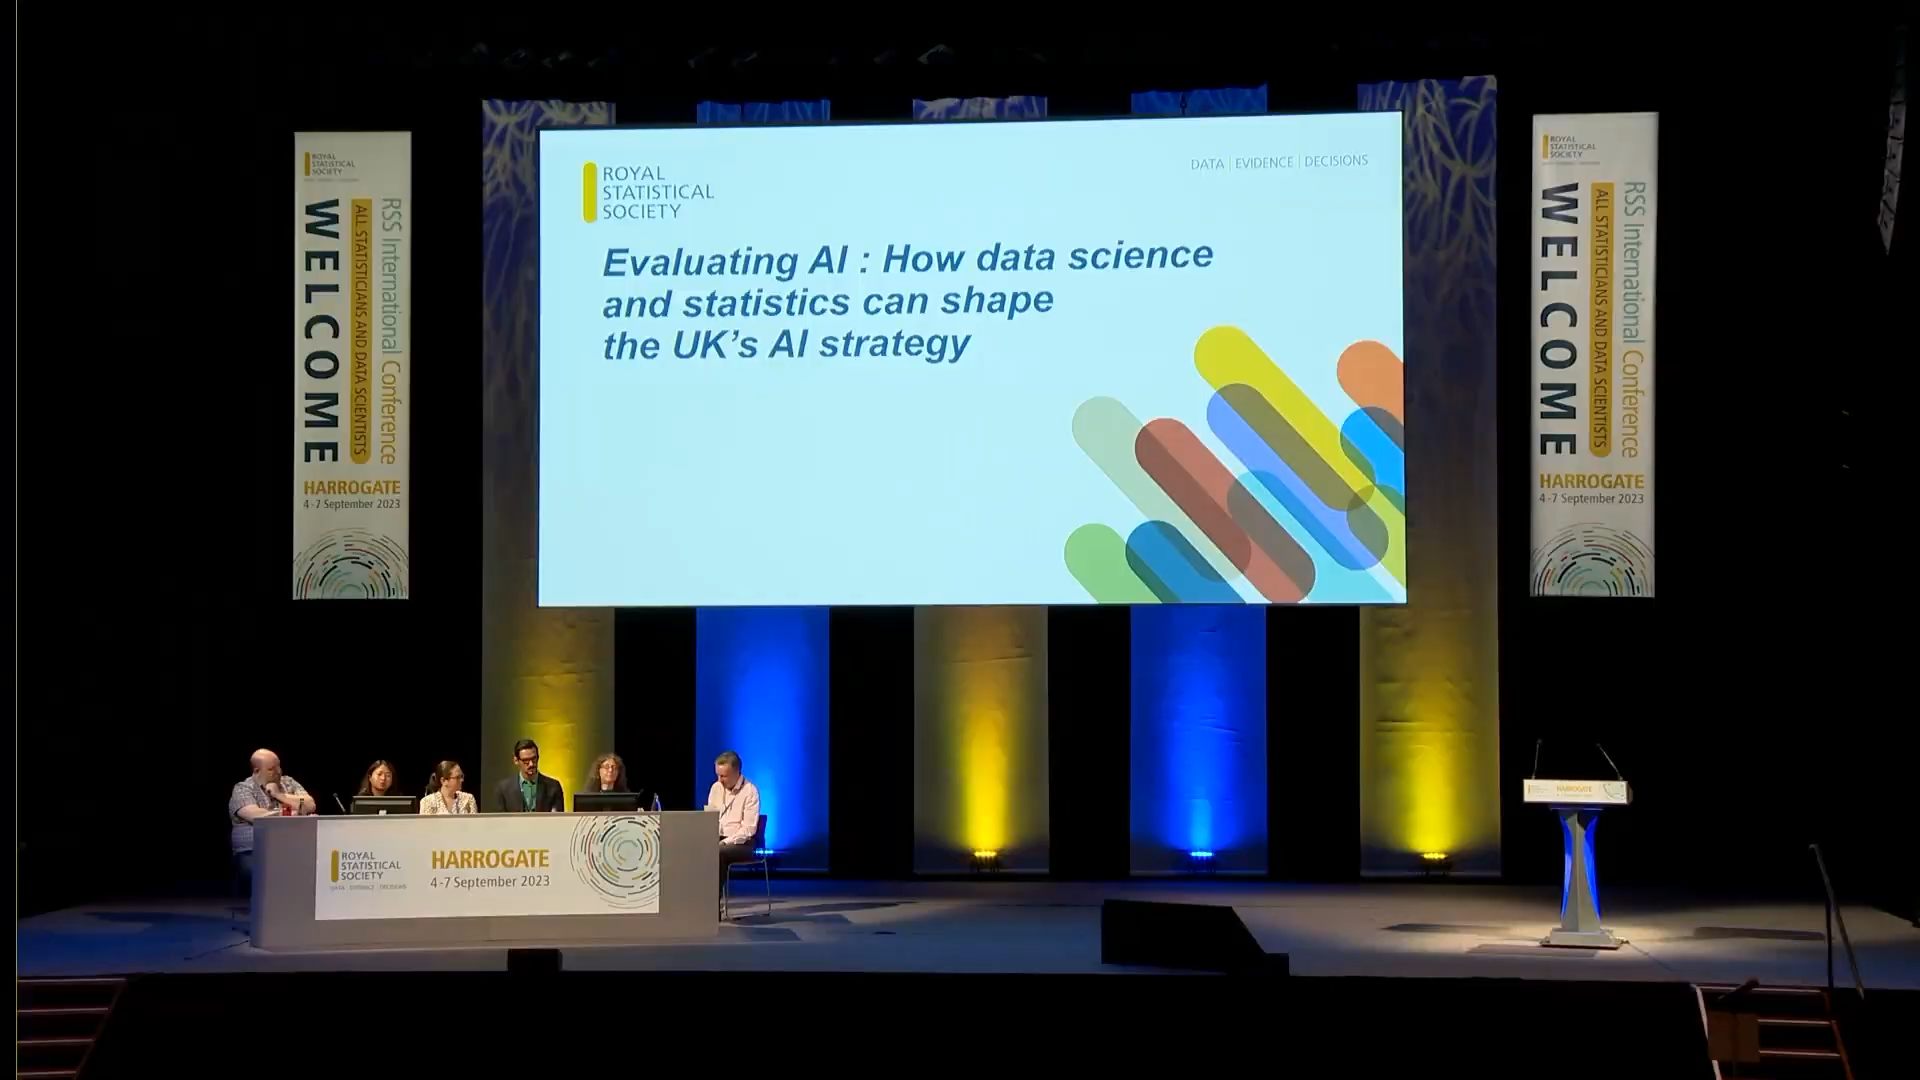 ROYAL
STATISTICAL
SOCIETY
DATA | EVIDENCE | DECISIONS
Evaluating AI : How data science
and statistics can shape
the UK's AI strategy
ROYAL
STATISTICAL
SOCIETY
WELCOME
ALL STATISTICIANS AND DATA SCIENTISTS
RSS International Conference
HARROGATE
4-7 September 2023
ROYAL
STATISTICAL
SOCIETY
WELCOME
ALL STATISTICIANS AND DATA SCIENTISTS
RSS International Conference
HARROGATE
4-7 September 2023
ROYAL
STATISTICAL
SOCIETY
DATA EVIDENCE DECISIONS
HARROGATE
4-7 September 2023
HARROGATE